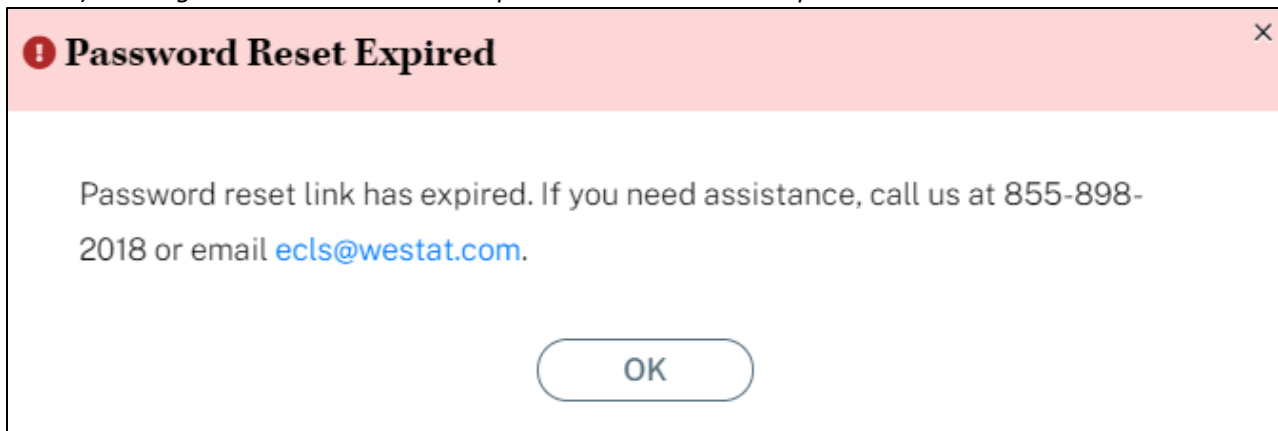 Password Reset Expired
Password reset link has expired. If you need assistance, call us at 855-898-
2018 or email ecls@westat.com.
OK